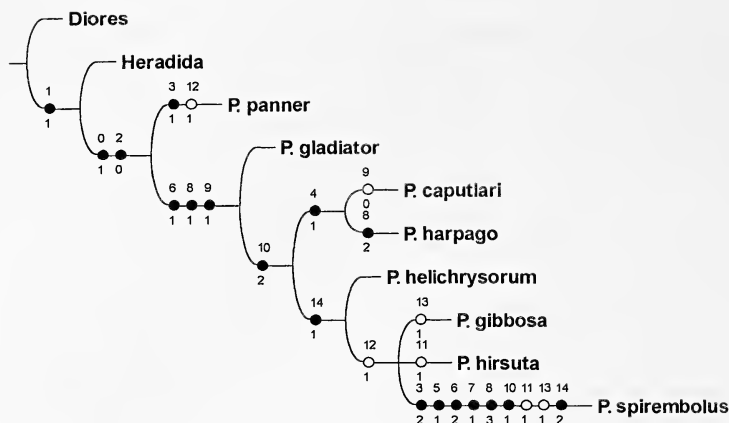 Diores
1
Heradida
1
3 12
P. panner
1 1
0 2
1 0
P. gladiator
6 8 9
1 1 1
9
4
P. caputlari
0
1
8
P. harpago
2
10
2
P. helichrysorum
14
1
13
P. gibbosa
1
12
11
P. hirsuta
1
1
3 5 6 7 8 10 11 13 14
P. spirembolus
2 1 2 1 3 1 1 1 2